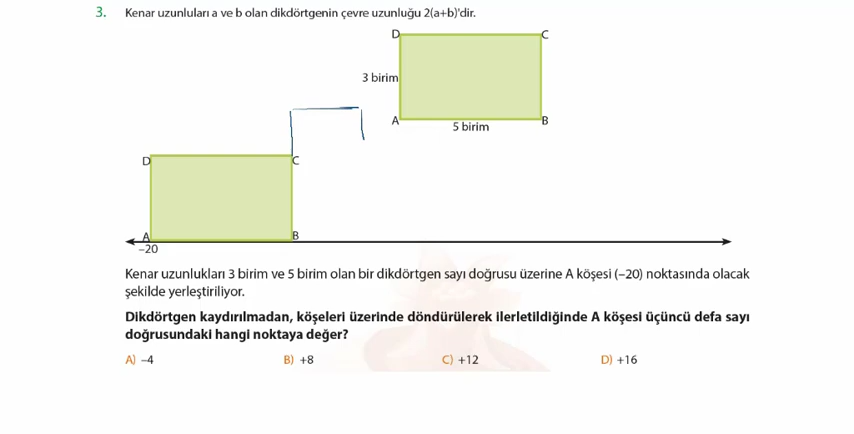 3. Kenar uzunluları a ve b olan dikdörtgenin çevre uzunluğu 2(a+b)'dir.
D C
3 birim
A B
5 birim
D C
A B
–20
Kenar uzunlukları 3 birim ve 5 birim olan bir dikdörtgen sayı doğrusu üzerine A köşesi (–20) noktasında olacak
şekilde yerleştiriliyor.
Dikdörtgen kaydırılmadan, köşeleri üzerinde döndürülerek ilerletildiğinde A köşesi üçüncü defa sayı
doğrusundaki hangi noktaya değer?
A) –4 B) +8 C) +12 D) +16